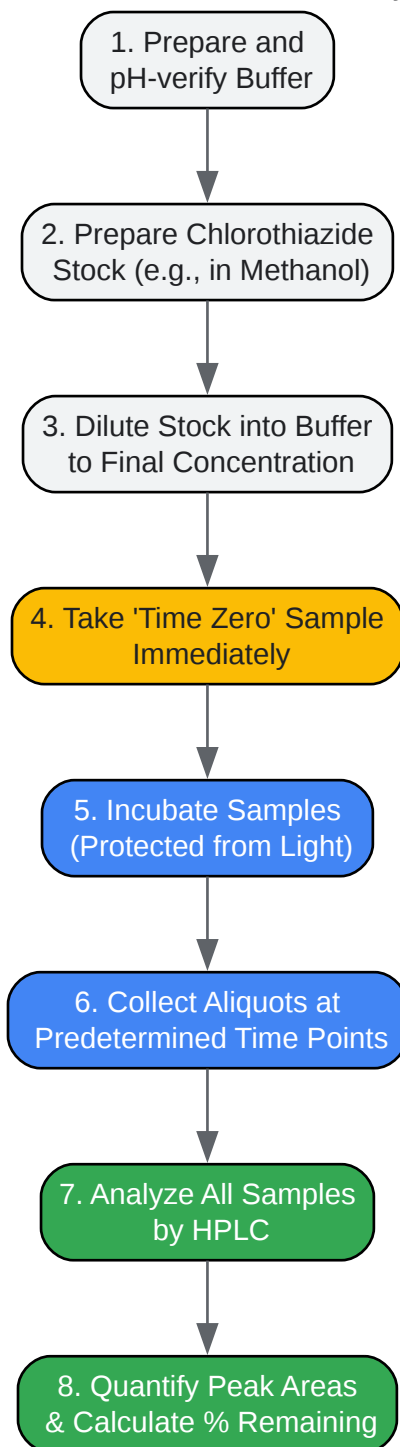 1. Prepare and
pH-verify Buffer
2. Prepare Chlorothiazide
Stock (e.g., in Methanol)
3. Dilute Stock into Buffer
to Final Concentration
4. Take 'Time Zero' Sample
Immediately
5. Incubate Samples
(Protected from Light)
6. Collect Aliquots at
Predetermined Time Points
7. Analyze All Samples
by HPLC
8. Quantify Peak Areas
& Calculate % Remaining